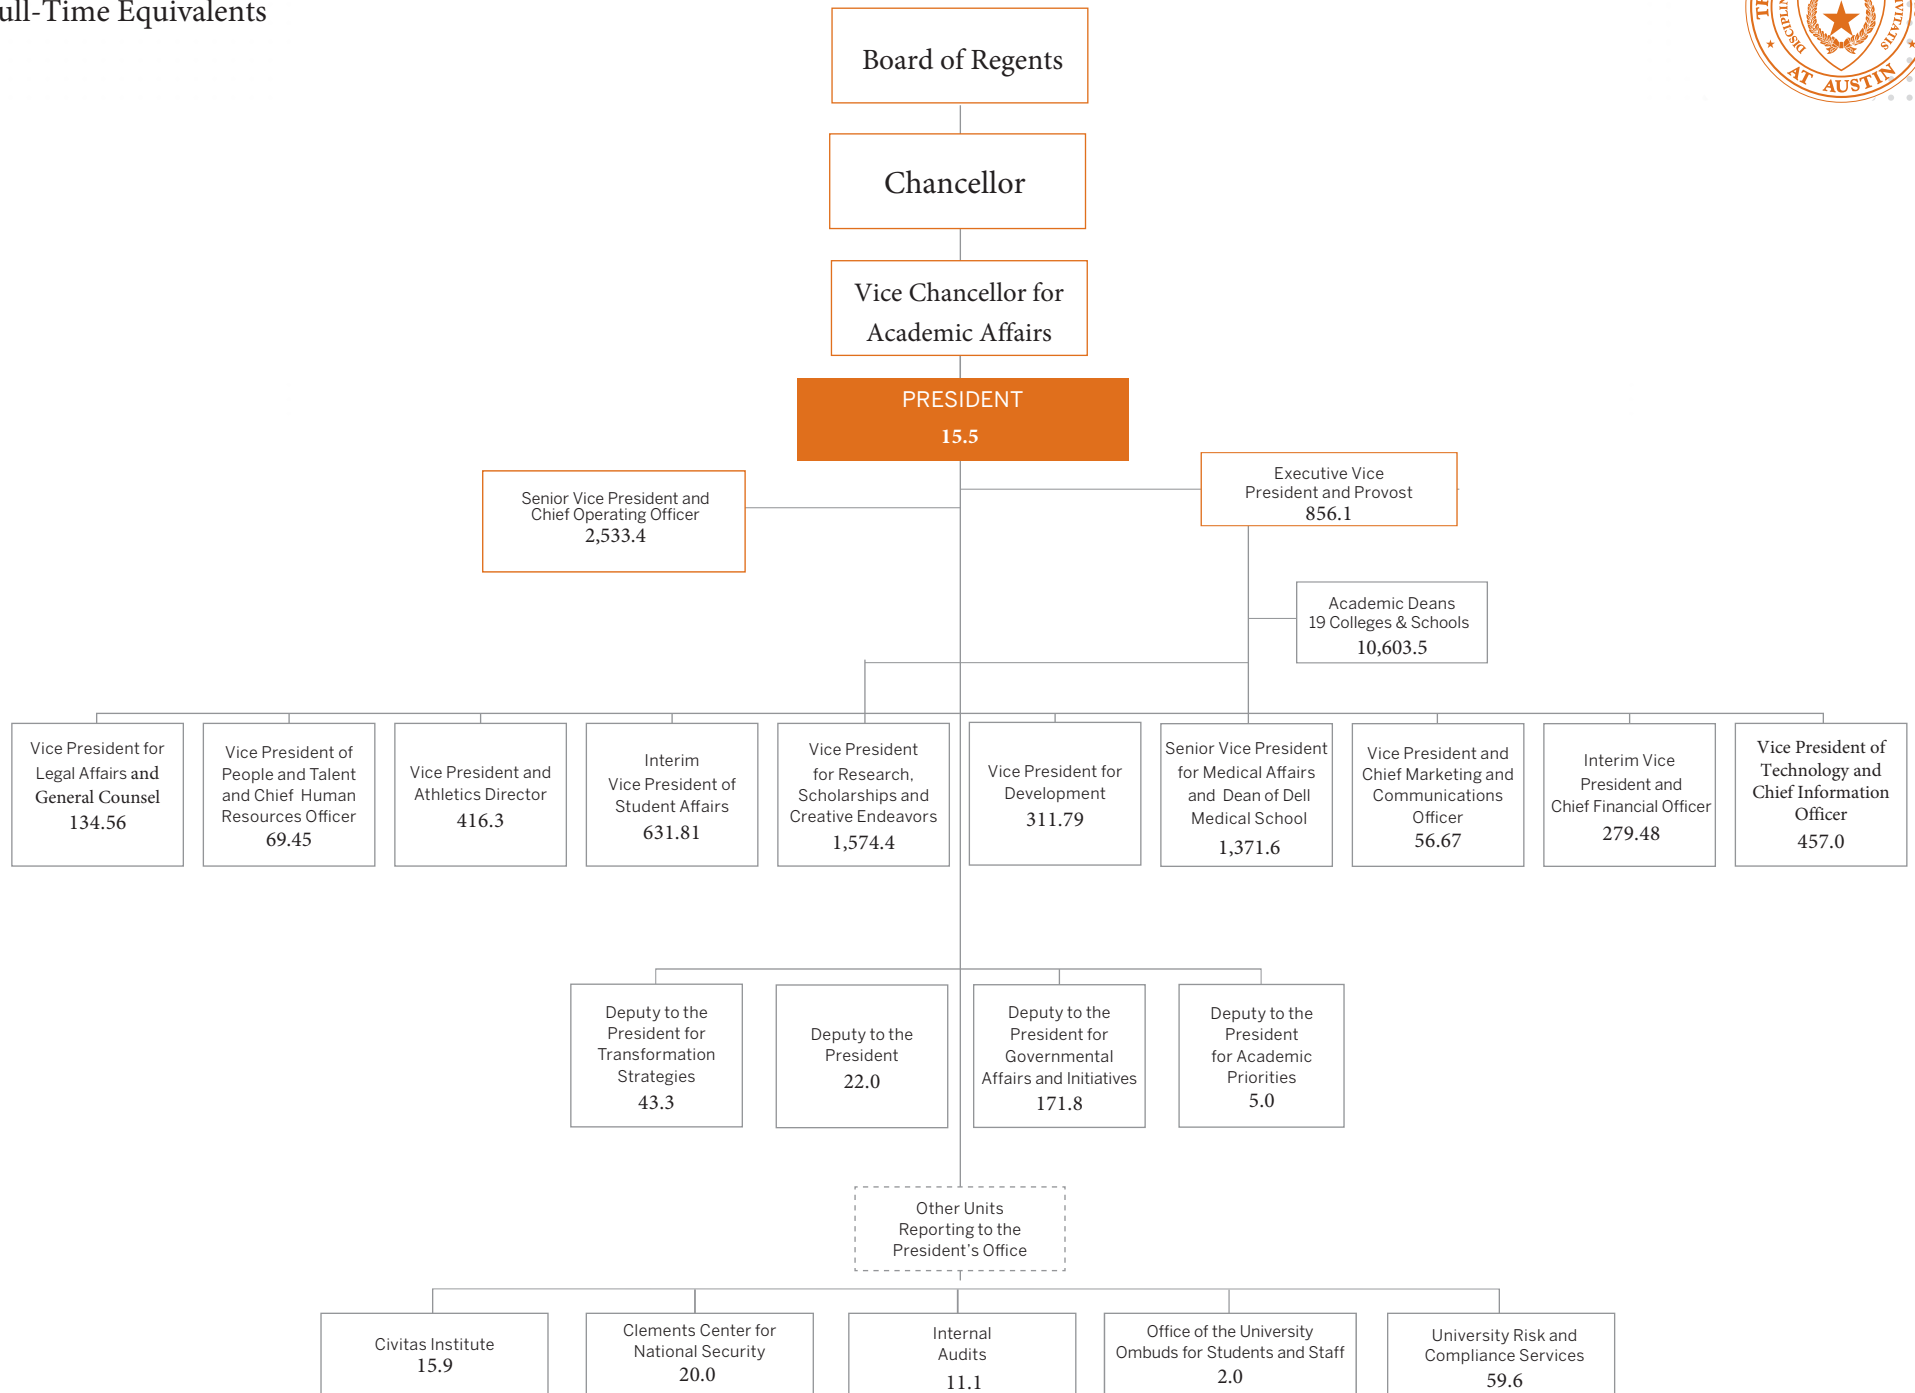 ull-Time Equivalents
AT AUSTIN
Board of Regents
Chancellor
Vice Chancellor for
Academic Affairs
PRESIDENT
15.5
Senior Vice President and
Chief Operating Officer
2,533.4
Executive Vice
President and Provost
856.1
Academic Deans
19 Colleges & Schools
10,603.5
Vice President for
Legal Affairs and
General Counsel
134.56
Vice President of
People and Talent
and Chief Human
Resources Officer
69.45
Vice President and
Athletics Director
416.3
Interim
Vice President of
Student Affairs
631.81
Vice President
for Research,
Scholarships and
Creative Endeavors
1,574.4
Vice President for
Development
311.79
Senior Vice President
for Medical Affairs
and Dean of Dell
Medical School
1,371.6
Vice President and
Chief Marketing and
Communications
Officer
56.67
Interim Vice
President and
Chief Financial Officer
279.48
Vice President of
Technology and
Chief Information
Officer
457.0
Deputy to the
President for
Transformation
Strategies
43.3
Deputy to the
President
22.0
Deputy to the
President for
Governmental
Affairs and Initiatives
171.8
Deputy to the
President
for Academic
Priorities
5.0
Other Units
Reporting to the
President's Office
Civitas Institute
15.9
Clements Center for
National Security
20.0
Internal
Audits
11.1
Office of the University
Ombuds for Students and Staff
2.0
University Risk and
Compliance Services
59.6